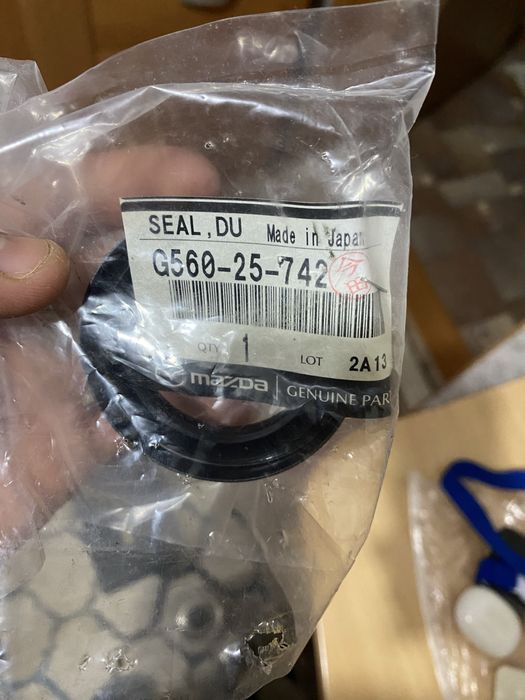 SEAL,DU Made in Japan
G560-25-742
QTY 1 LOT 2A13
mazda GENUINE PAR